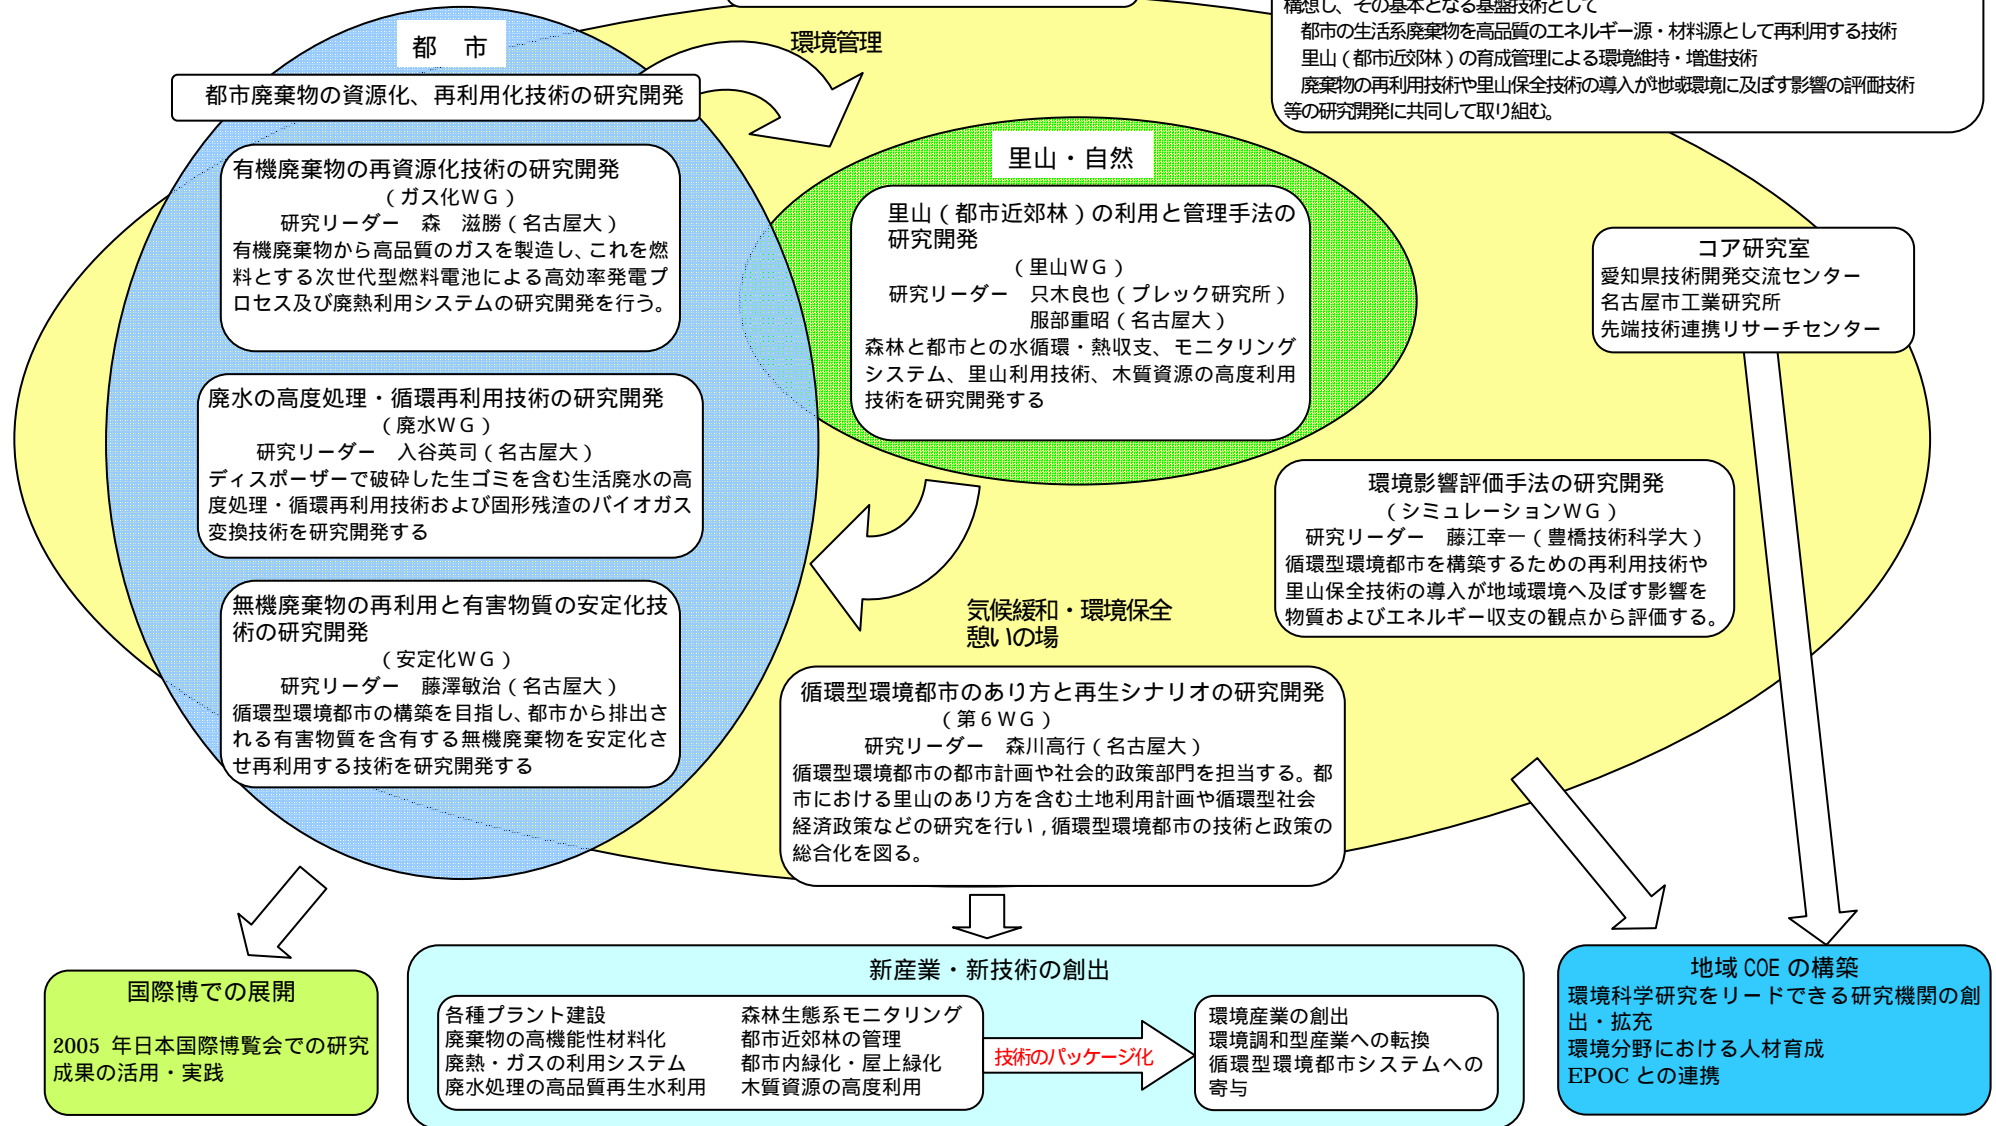 構想し、その基本となる基盤技術として
都市の生活系廃棄物を高品質のエネルギー源・材料源として再利用する技術
里山（都市近郊林）の育成管理による環境維持・増進技術
廃棄物の再利用技術や里山保全技術の導入が地域環境に及ぼす影響の評価技術
等の研究開発に共同して取り組む。
都　市
環境管理
都市廃棄物の資源化、再利用化技術の研究開発
有機廃棄物の再資源化技術の研究開発
（ガス化ＷＧ）
研究リーダー　森　滋勝（名古屋大）
有機廃棄物から高品質のガスを製造し、これを燃
料とする次世代型燃料電池による高効率発電プ
ロセス及び廃熱利用システムの研究開発を行う。
廃水の高度処理・循環再利用技術の研究開発
（廃水ＷＧ）
研究リーダー　入谷英司（名古屋大）
ディスポーザーで破砕した生ゴミを含む生活廃水の高
度処理・循環再利用技術および固形残渣のバイオガス
変換技術を研究開発する
無機廃棄物の再利用と有害物質の安定化技
術の研究開発
（安定化ＷＧ）
研究リーダー　藤澤敏治（名古屋大）
循環型環境都市の構築を目指し、都市から排出さ
れる有害物質を含有する無機廃棄物を安定化さ
せ再利用する技術を研究開発する
里山・自然
里山（都市近郊林）の利用と管理手法の
研究開発
（里山ＷＧ）
研究リーダー　只木良也（プレック研究所）
服部重昭（名古屋大）
森林と都市との水循環・熱収支、モニタリング
システム、里山利用技術、木質資源の高度利用
技術を研究開発する
コア研究室
愛知県技術開発交流センター
名古屋市工業研究所
先端技術連携リサーチセンター
環境影響評価手法の研究開発
（シミュレーションＷＧ）
研究リーダー　藤江幸一（豊橋技術科学大）
循環型環境都市を構築するための再利用技術や
里山保全技術の導入が地域環境へ及ぼす影響を
物質およびエネルギー収支の観点から評価する。
気候緩和・環境保全
憩いの場
循環型環境都市のあり方と再生シナリオの研究開発
（第６ＷＧ）
研究リーダー　森川高行（名古屋大）
循環型環境都市の都市計画や社会的政策部門を担当する。都
市における里山のあり方を含む土地利用計画や循環型社会
経済政策などの研究を行い，循環型環境都市の技術と政策の
総合化を図る。
国際博での展開
2005 年日本国際博覧会での研究
成果の活用・実践
新産業・新技術の創出
各種プラント建設
廃棄物の高機能性材料化
廃熱・ガスの利用システム
廃水処理の高品質再生水利用
森林生態系モニタリング
都市近郊林の管理
都市内緑化・屋上緑化
木質資源の高度利用
技術のパッケージ化
環境産業の創出
環境調和型産業への転換
循環型環境都市システムへの
寄与
地域 COE の構築
環境科学研究をリードできる研究機関の創
出・拡充
環境分野における人材育成
EPOC との連携